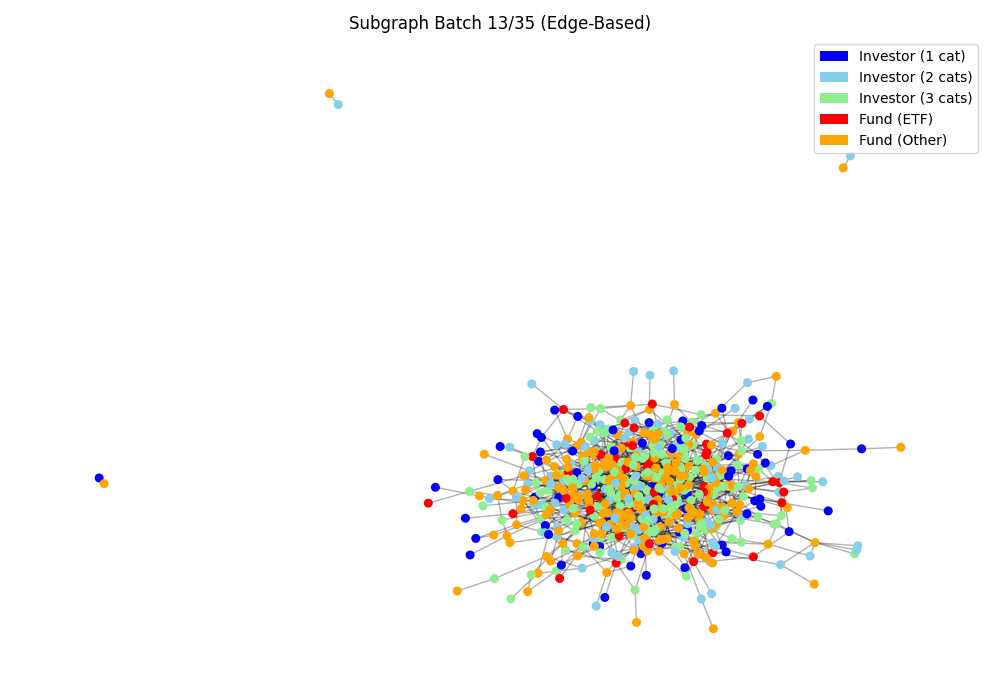 Subgraph Batch 13/35 (Edge-Based)
Investor (1 cat)
Investor (2 cats)
Investor (3 cats)
Fund (ETF)
Fund (Other)